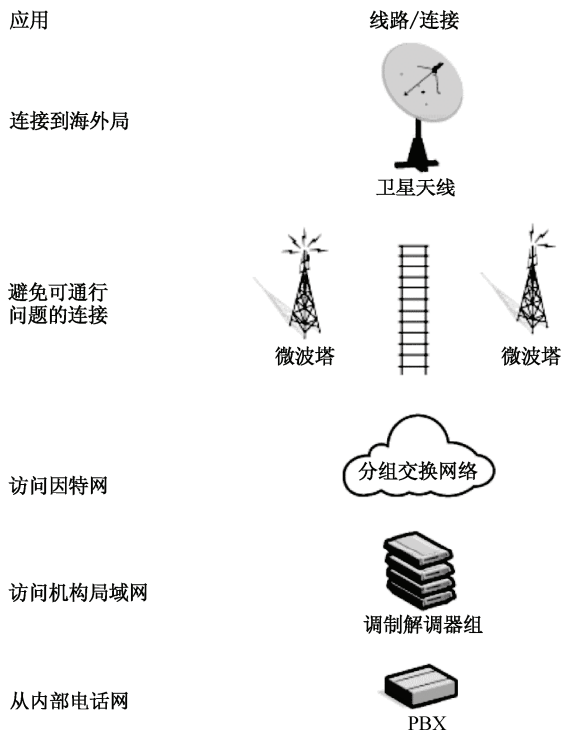 应用
线路/连接
连接到海外局
卫星天线
避免可通行
问题的连接
微波塔
微波塔
访问因特网
分组交换网络
访问机构局域网
调制解调器组
从内部电话网
PBX